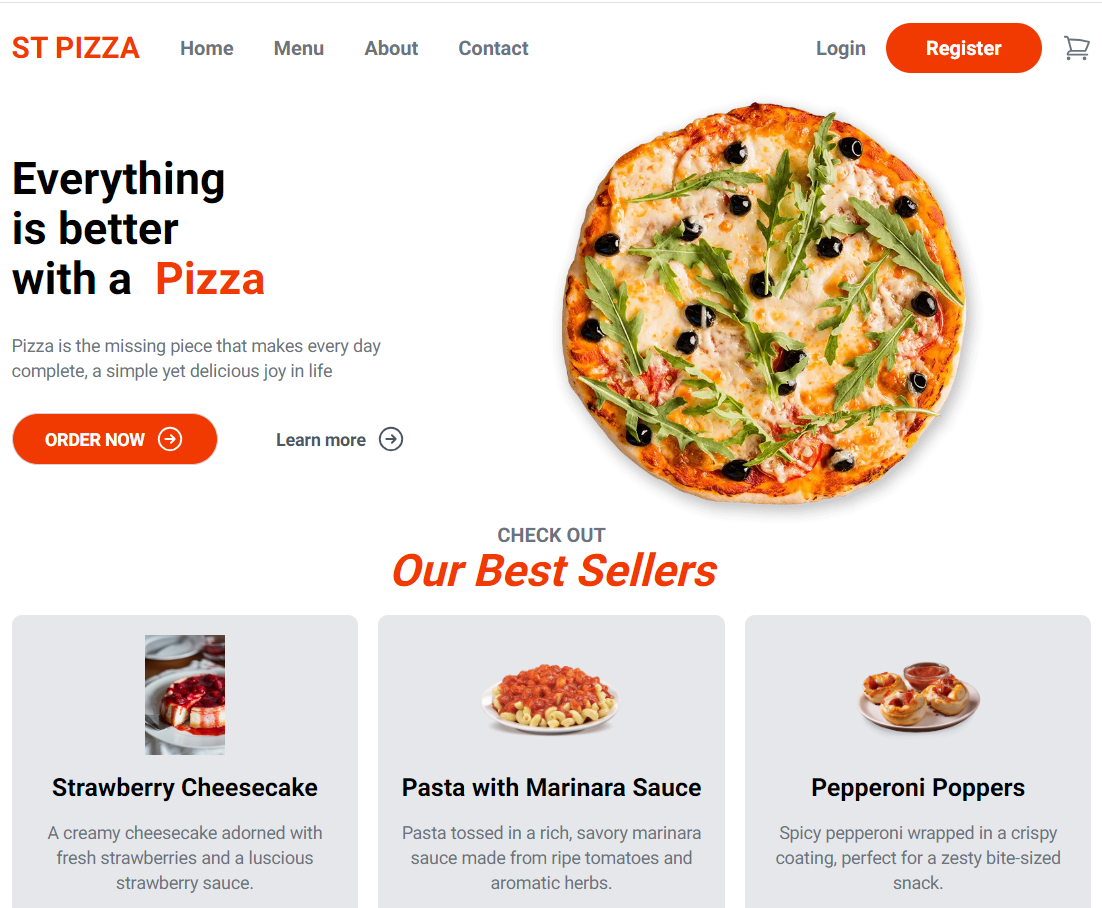 ST PIZZA Home Menu About Contact Login Register
Everything
is better
with a Pizza
Pizza is the missing piece that makes every day
complete, a simple yet delicious joy in life
ORDER NOW Learn more
CHECK OUT
Our Best Sellers
Strawberry Cheesecake
A creamy cheesecake adorned with
fresh strawberries and a luscious
strawberry sauce.
Pasta with Marinara Sauce
Pasta tossed in a rich, savory marinara
sauce made from ripe tomatoes and
aromatic herbs.
Pepperoni Poppers
Spicy pepperoni wrapped in a crispy
coating, perfect for a zesty bite-sized
snack.